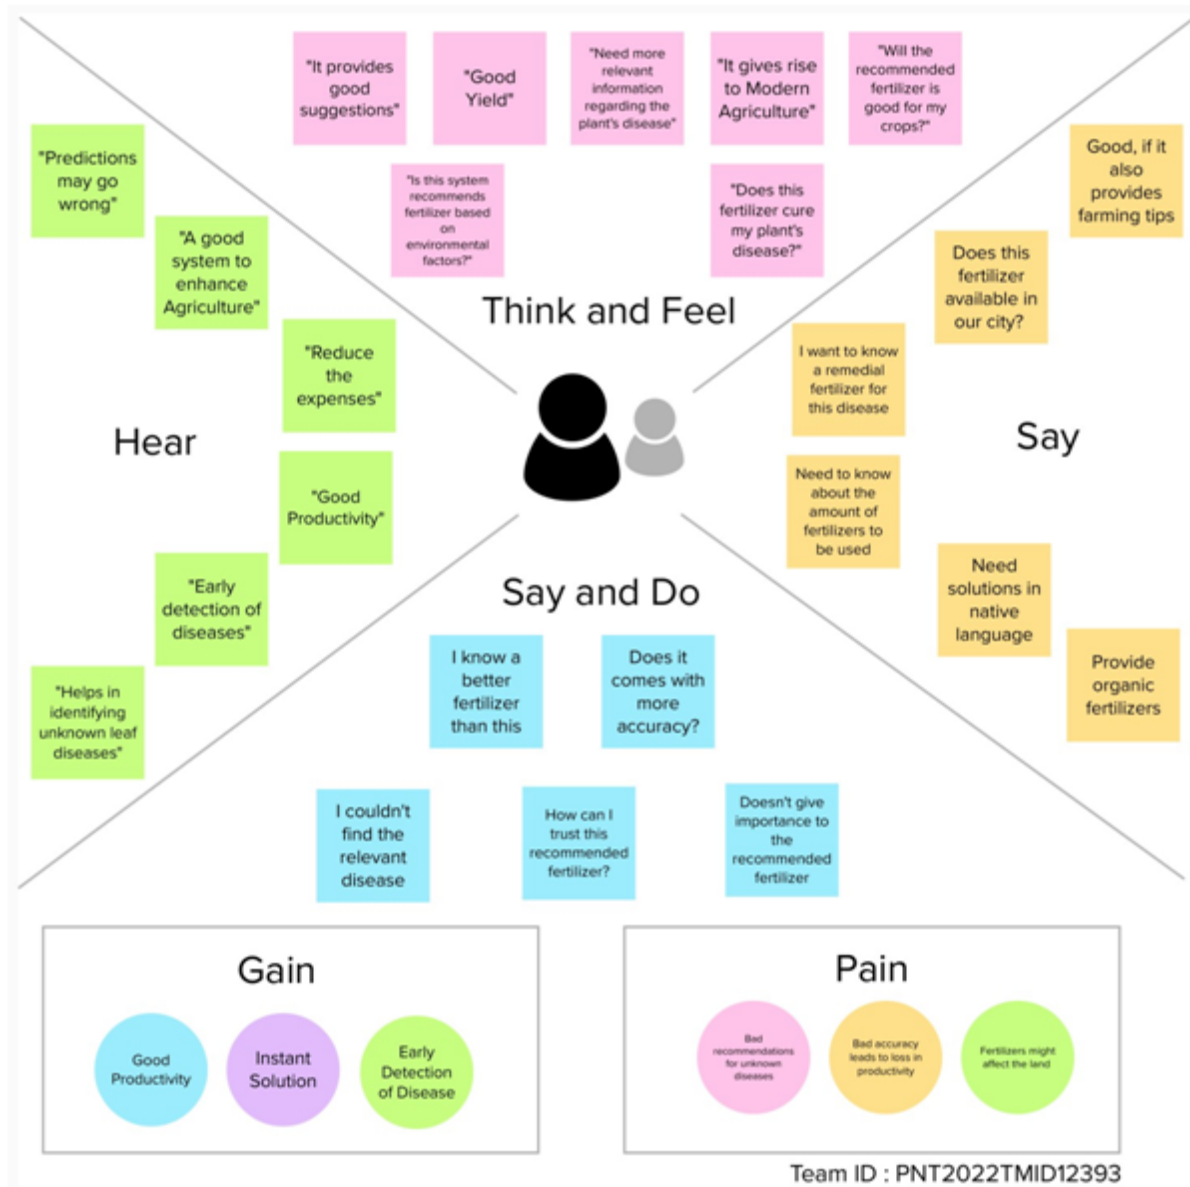 "It provides
good
suggestions"
"Good
Yield"
"Need more
relevant
information
regarding the
plant's disease"
"It gives rise
to Modern
Agriculture"
"Will the
recommended
fertilizer is
good for my
crops?"
"Is this system
recommends
fertilizer based
on
environmental
factors?"
"Does this
fertilizer cure
my plant's
disease?"
Think and Feel
"Predictions
may go
wrong"
"A good
system to
enhance
Agriculture"
"Reduce
the
expenses"
Hear
"Good
Productivity"
"Early
detection of
diseases"
"Helps in
identifying
unknown leaf
diseases"
Good, if it
also
provides
farming tips
Does this
fertilizer
available in
our city?
I want to know
a remedial
fertilizer for
this disease
Say
Need to know
about the
amount of
fertilizers to
be used
Need
solutions in
native
language
Provide
organic
fertilizers
Say and Do
I know a
better
fertilizer
than this
Does it
comes with
more
accuracy?
I couldn't
find the
relevant
disease
How can I
trust this
recommended
fertilizer?
Doesn't give
importance to
the
recommended
fertilizer
Gain
Good
Productivity
Instant
Solution
Early
Detection
of Disease
Pain
Bad
recommendations
for unknown
diseases
Bad accuracy
leads to loss in
productivity
Fertilizers might
affect the land
Team ID : PNT2022TMID12393